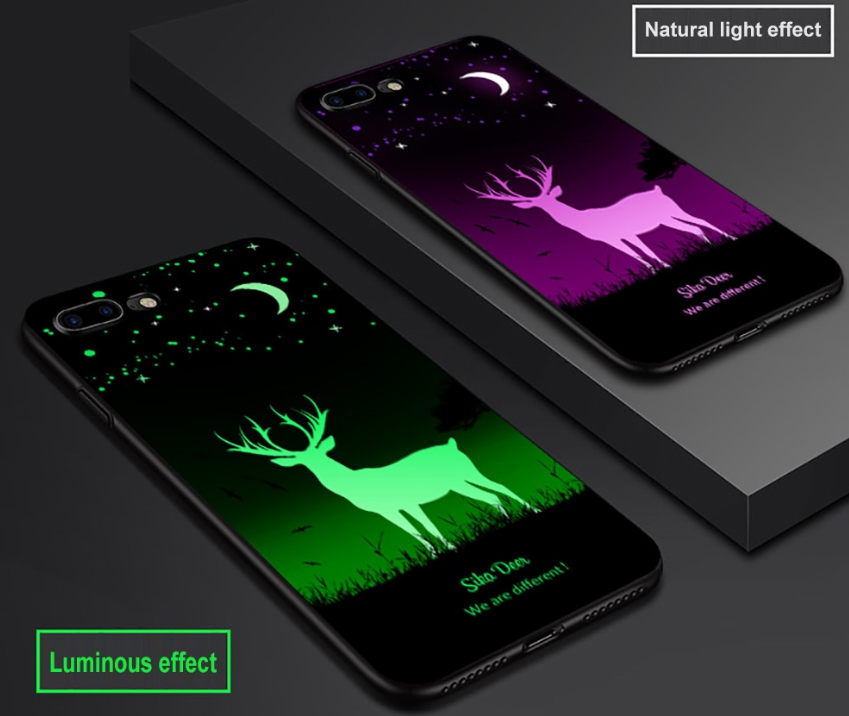 Natural light effect
Sika Deer
We are different!
Sika Deer
We are different!
Luminous effect